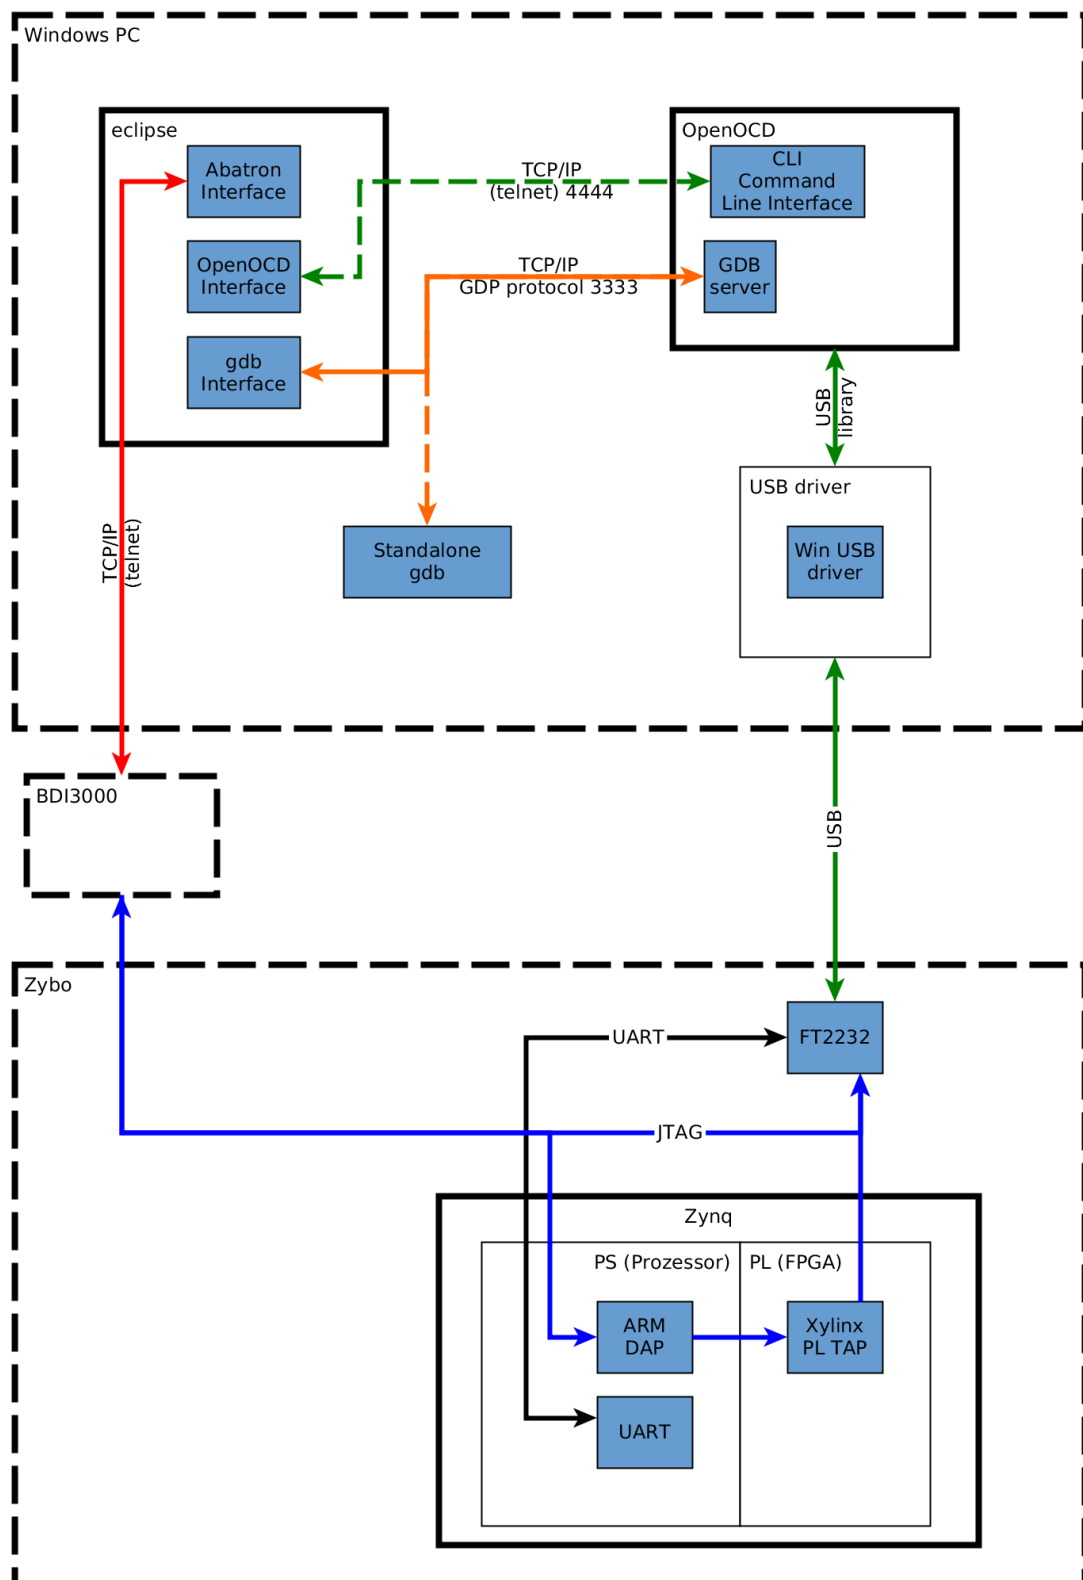 Windows PC
eclipse
Abatron
Interface
OpenOCD
Interface
gdb
Interface
TCP/IP
(telnet) 4444
TCP/IP
GDP protocol 3333
OpenOCD
CLI
Command
Line Interface
GDB
server
USB
library
USB driver
Win USB
driver
Standalone
gdb
TCP/IP
(telnet)
BDI3000
USB
Zybo
FT2232
UART
JTAG
Zynq
PS (Prozessor)
PL (FPGA)
ARM
DAP
Xylinx
PL TAP
UART